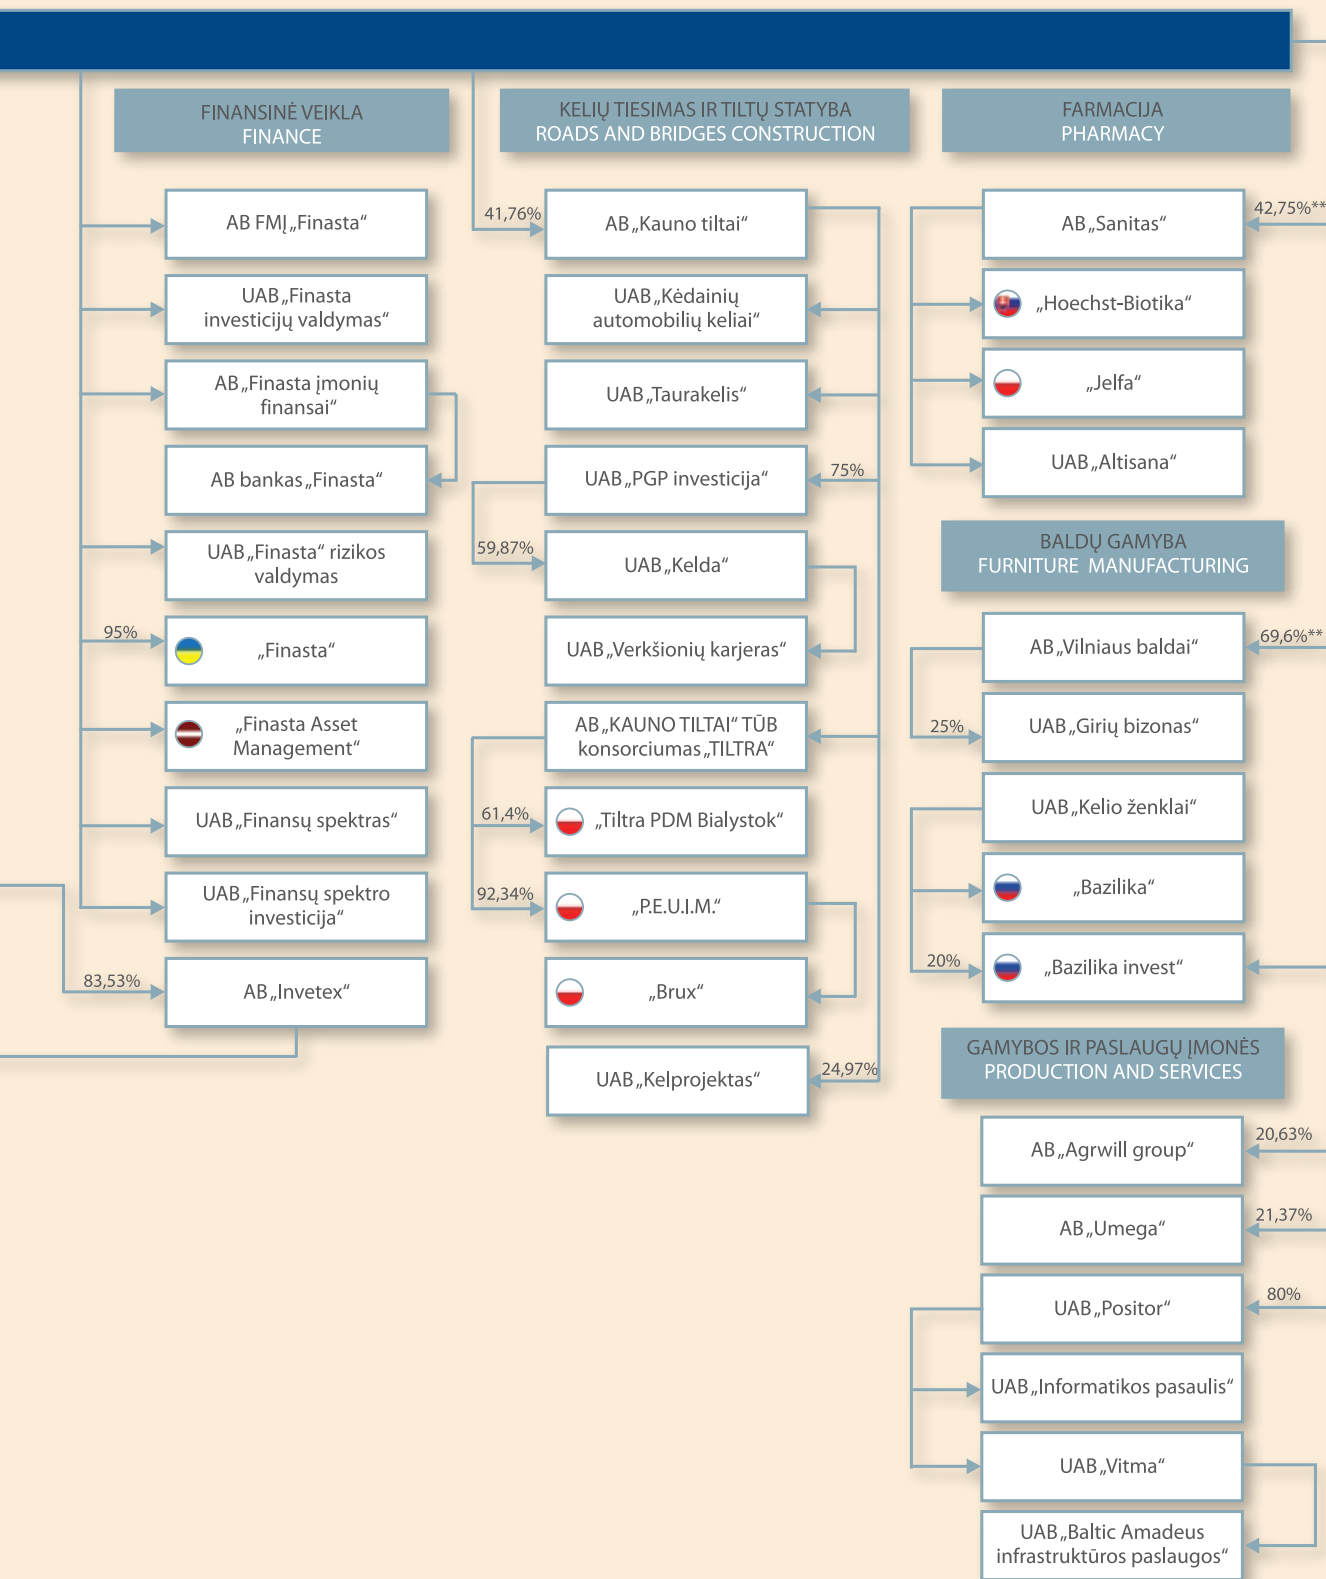 FINANSINĖ VEIKLA
FINANCE
AB FMĮ „Finasta“
UAB „Finasta
investicijų valdymas“
AB „Finasta įmonių
finansai“
AB bankas „Finasta“
UAB „Finasta“ rizikos
valdymas
95%
„Finasta“
„Finasta Asset
Management“
UAB „Finansų spektras“
UAB „Finansų spektro
investicija“
83,53%
AB „Invetex“
KELIŲ TIESIMAS IR TILTŲ STATYBA
ROADS AND BRIDGES CONSTRUCTION
41,76%
AB „Kauno tiltai“
UAB „Kėdainių
automobilių keliai“
UAB „Taurakelis“
UAB „PGP investicija“
75%
59,87%
UAB „Kelda“
UAB „Verkšionių karjeras“
AB „KAUNO TILTAI“ TŪB
konsorciumas „TILTRA“
61,4%
„Tiltra PDM Bialystok“
92,34%
„P.E.U.I.M.“
„Brux“
UAB „Kelprojektas“
24,97%
FARMACIJA
PHARMACY
AB „Sanitas“
42,75%**
„Hoechst-Biotika“
„Jelfa“
UAB „Altisana“
BALDŲ GAMYBA
FURNITURE MANUFACTURING
AB „Vilniaus baldai“
69,6%**
25%
UAB „Girių bizonas“
UAB „Kelio ženklai“
„Bazilika“
20%
„Bazilika invest“
GAMYBOS IR PASLAUGŲ ĮMONĖS
PRODUCTION AND SERVICES
AB „Agrwill group“
20,63%
AB „Umega“
21,37%
UAB „Positor“
80%
UAB „Informatikos pasaulis“
UAB „Vitma“
UAB „Baltic Amadeus
infrastruktūros paslaugos“